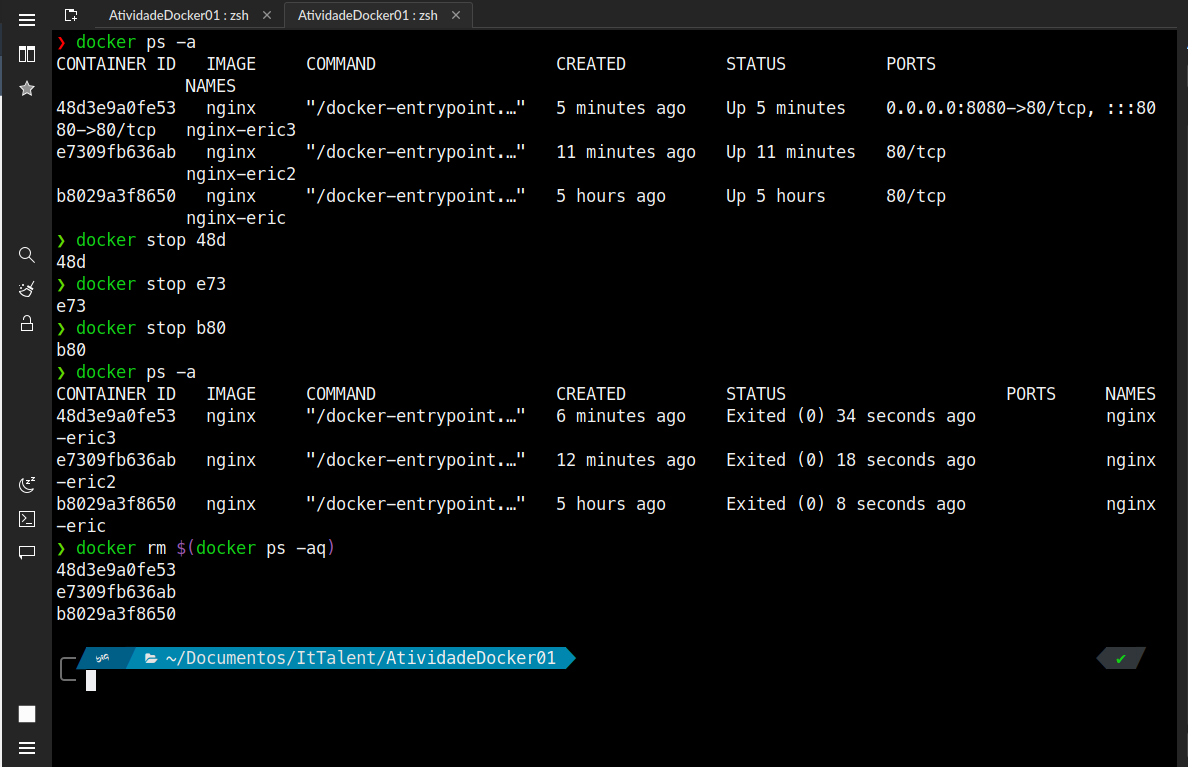 AtividadeDocker01 : zsh
AtividadeDocker01 : zsh
❯ docker ps -a
CONTAINER ID   IMAGE     COMMAND                  CREATED          STATUS          PORTS
             NAMES
48d3e9a0fe53   nginx     "/docker-entrypoint.…"   5 minutes ago    Up 5 minutes    0.0.0.0:8080->80/tcp, :::80
80->80/tcp   nginx-eric3
e7309fb636ab   nginx     "/docker-entrypoint.…"   11 minutes ago   Up 11 minutes   80/tcp
             nginx-eric2
b8029a3f8650   nginx     "/docker-entrypoint.…"   5 hours ago      Up 5 hours      80/tcp
             nginx-eric
❯ docker stop 48d
48d
❯ docker stop e73
e73
❯ docker stop b80
b80
❯ docker ps -a
CONTAINER ID   IMAGE     COMMAND                  CREATED          STATUS                      PORTS     NAMES
48d3e9a0fe53   nginx     "/docker-entrypoint.…"   6 minutes ago    Exited (0) 34 seconds ago             nginx
-eric3
e7309fb636ab   nginx     "/docker-entrypoint.…"   12 minutes ago   Exited (0) 18 seconds ago             nginx
-eric2
b8029a3f8650   nginx     "/docker-entrypoint.…"   5 hours ago      Exited (0) 8 seconds ago              nginx
-eric
❯ docker rm $(docker ps -aq)
48d3e9a0fe53
e7309fb636ab
b8029a3f8650
~/Documentos/ItTalent/AtividadeDocker01 ✔